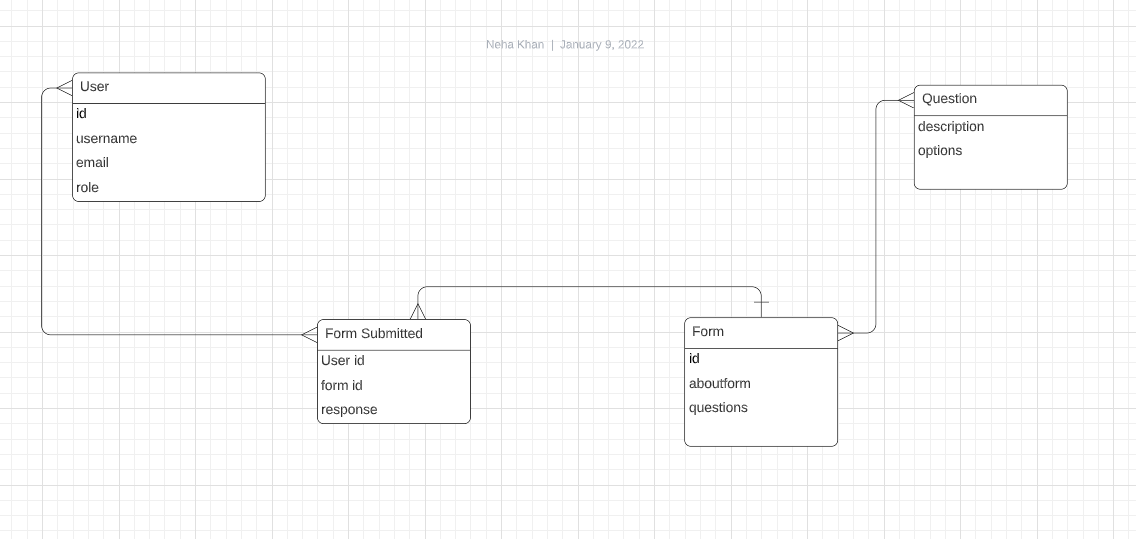 Neha Khan | January 9, 2022
User
id
username
email
role
Question
description
options
Form Submitted
User id
form id
response
Form
id
aboutform
questions